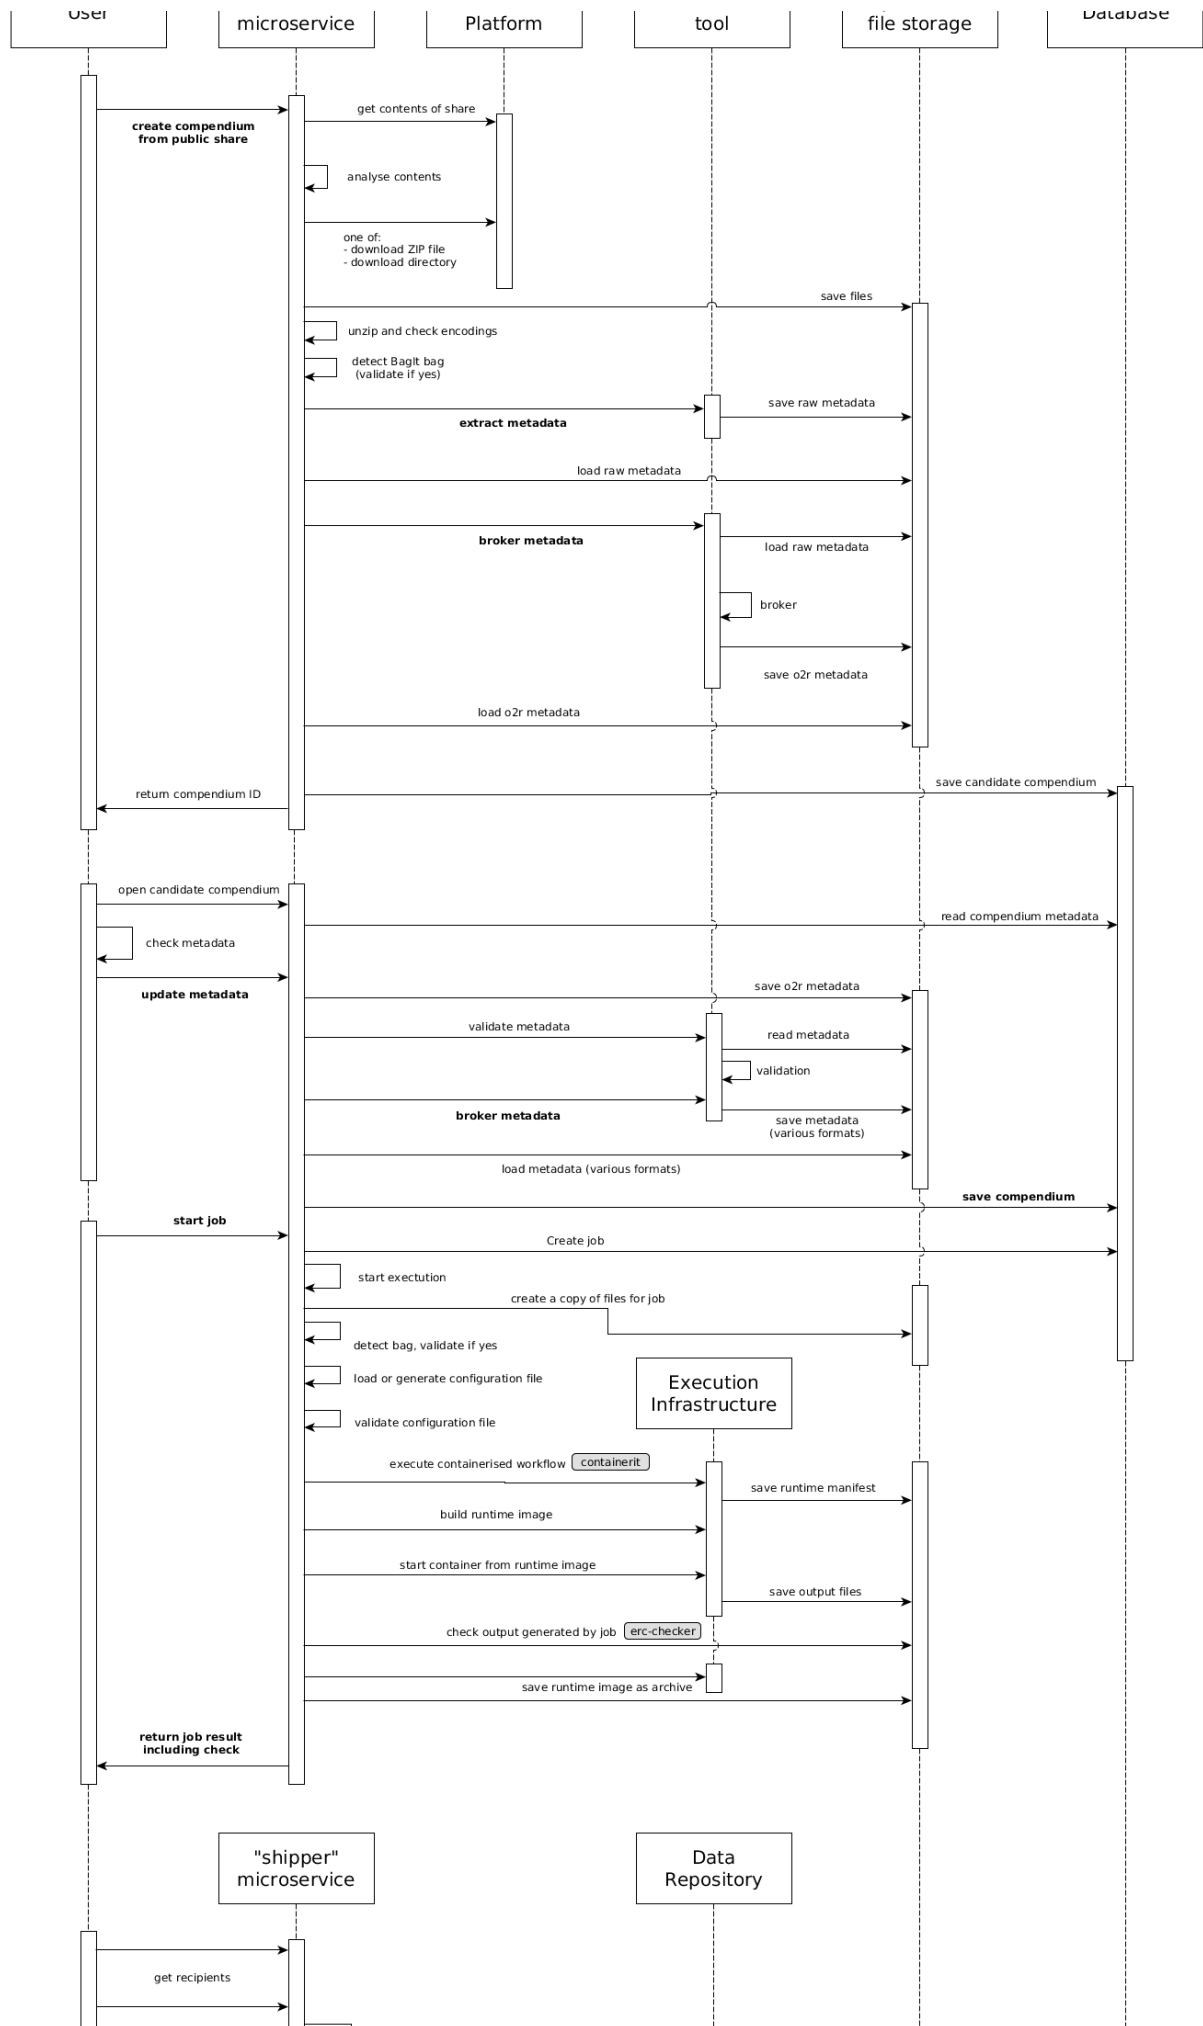 User
microservice
Platform
tool
file storage
Database
create compendium
from public share
get contents of share
analyse contents
one of:
- download ZIP file
- download directory
save files
unzip and check encodings
detect BagIt bag
(validate if yes)
extract metadata
save raw metadata
load raw metadata
broker metadata
load raw metadata
broker
save o2r metadata
load o2r metadata
save candidate compendium
return compendium ID
open candidate compendium
read compendium metadata
check metadata
update metadata
save o2r metadata
validate metadata
read metadata
validation
broker metadata
save metadata
(various formats)
load metadata (various formats)
save compendium
start job
Create job
start exectution
create a copy of files for job
detect bag, validate if yes
load or generate configuration file
validate configuration file
Execution
Infrastructure
execute containerised workflow
containerit
save runtime manifest
build runtime image
start container from runtime image
save output files
check output generated by job
erc-checker
save runtime image as archive
return job result
including check
"shipper"
microservice
Data
Repository
get recipients